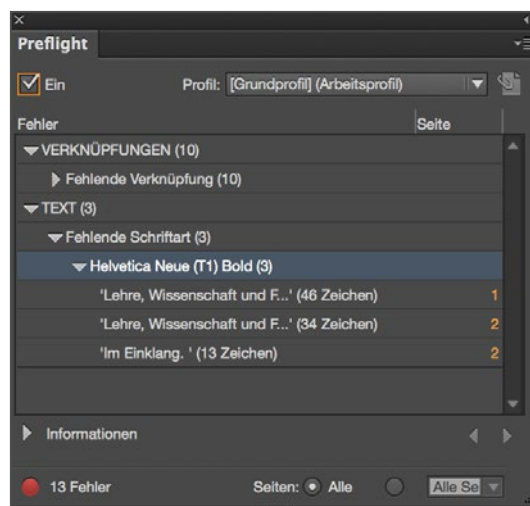 Preflight
Ein Profil: [Grundprofil] (Arbeitsprofil)
Fehler Seite
VERKNÜPFUNGEN (10)
Fehlende Verknüpfung (10)
TEXT (3)
Fehlende Schriftart (3)
Helvetica Neue (T1) Bold (3)
'Lehre, Wissenschaft und F...' (46 Zeichen) 1
'Lehre, Wissenschaft und F...' (34 Zeichen) 2
'Im Einklang. ' (13 Zeichen) 2
Informationen
13 Fehler Seiten: Alle Alle Se